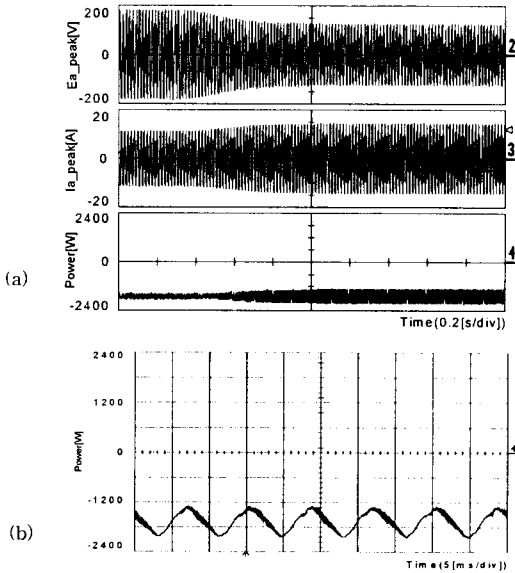 200
Ea_peak[V]
0
-200
2
20
Ia_peak[A]
0
-20
3
2400
Power[W]
0
-2400
4
(a)
Time(0.2[s/div])
2400
1200
Power[W]
0
-1200
-2400
(b)
Time(5[ms/div])